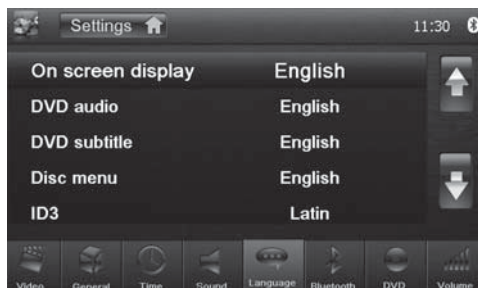 Settings 11:30
On screen display English
DVD audio English
DVD subtitle English
Disc menu English
ID3 Latin
Video General Time Sound Language Bluetooth DVD Volume